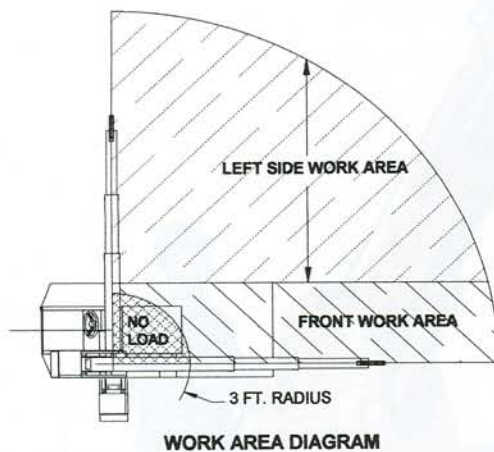 LEFT SIDE WORK AREA
FRONT WORK AREA
NO
LOAD
3 FT. RADIUS
WORK AREA DIAGRAM